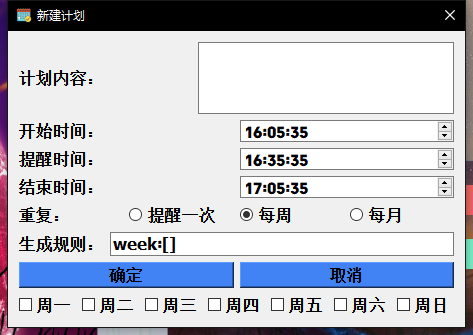 新建计划
计划内容：
开始时间： 16:05:35
提醒时间： 16:35:35
结束时间： 17:05:35
重复： 提醒一次 每周 每月
生成规则： week:[]
确定 取消
周一 周二 周三 周四 周五 周六 周日